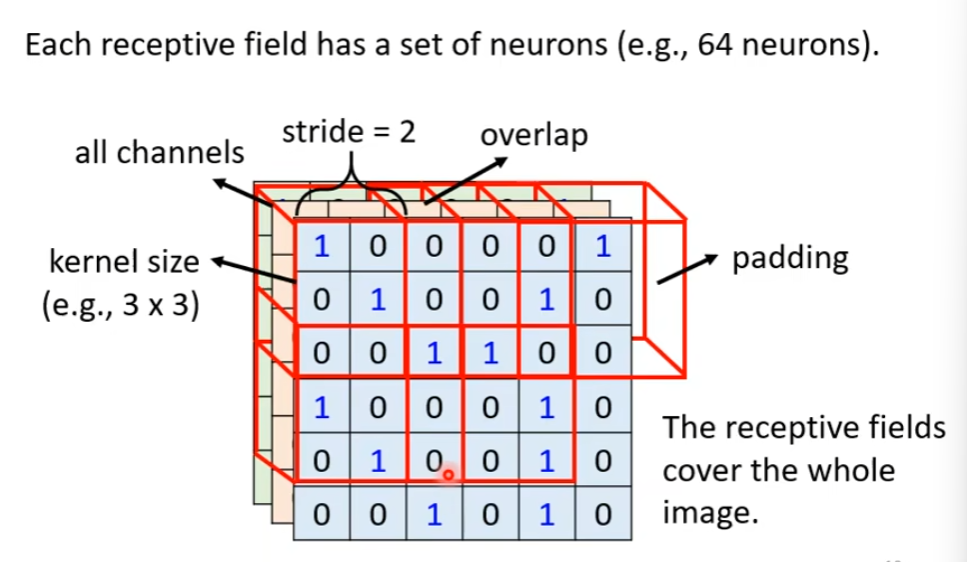 Each receptive field has a set of neurons (e.g., 64 neurons).
stride = 2
overlap
all channels
kernel size
(e.g., 3 x 3)
padding
1 0 0 0 0 1
0 1 0 0 1 0
0 0 1 1 0 0
1 0 0 0 1 0
0 1 0 0 1 0
0 0 1 0 1 0
The receptive fields
cover the whole
image.